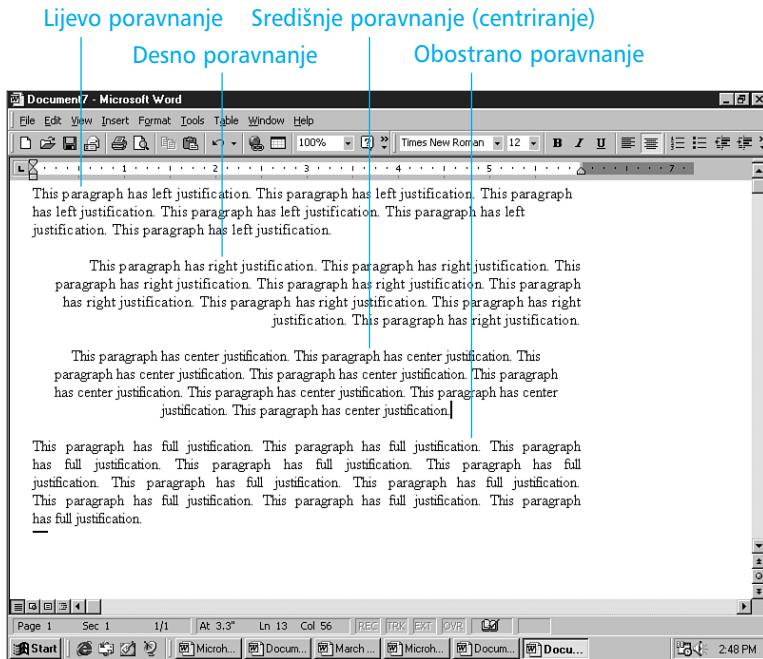 Lijevo poravnanje Središnje poravnanje (centriranje)
Desno poravnanje Obostrano poravnanje
Document7 - Microsoft Word
File Edit View Insert Format Tools Table Window Help
100% Times New Roman 12 B I U
1 2 3 4 5 7
This paragraph has left justification. This paragraph has left justification. This paragraph
has left justification. This paragraph has left justification. This paragraph has left
justification. This paragraph has left justification.
This paragraph has right justification. This paragraph has right justification. This
paragraph has right justification. This paragraph has right justification. This paragraph
has right justification. This paragraph has right justification. This paragraph has right
justification. This paragraph has right justification.
This paragraph has center justification. This paragraph has center justification. This
paragraph has center justification. This paragraph has center justification. This paragraph
has center justification. This paragraph has center justification. This paragraph has center
justification. This paragraph has center justification.
This paragraph has full justification. This paragraph has full justification. This paragraph
has full justification. This paragraph has full justification. This paragraph has full
justification. This paragraph has full justification. This paragraph has full justification.
This paragraph has full justification. This paragraph has full justification. This paragraph
has full justification.
Page 1 Sec 1 1/1 At 3.3" Ln 13 Col 56 REC TRK EXT OVR
Start Microh... Docum... March ... Microh... Docum... Docu... 2:48 PM